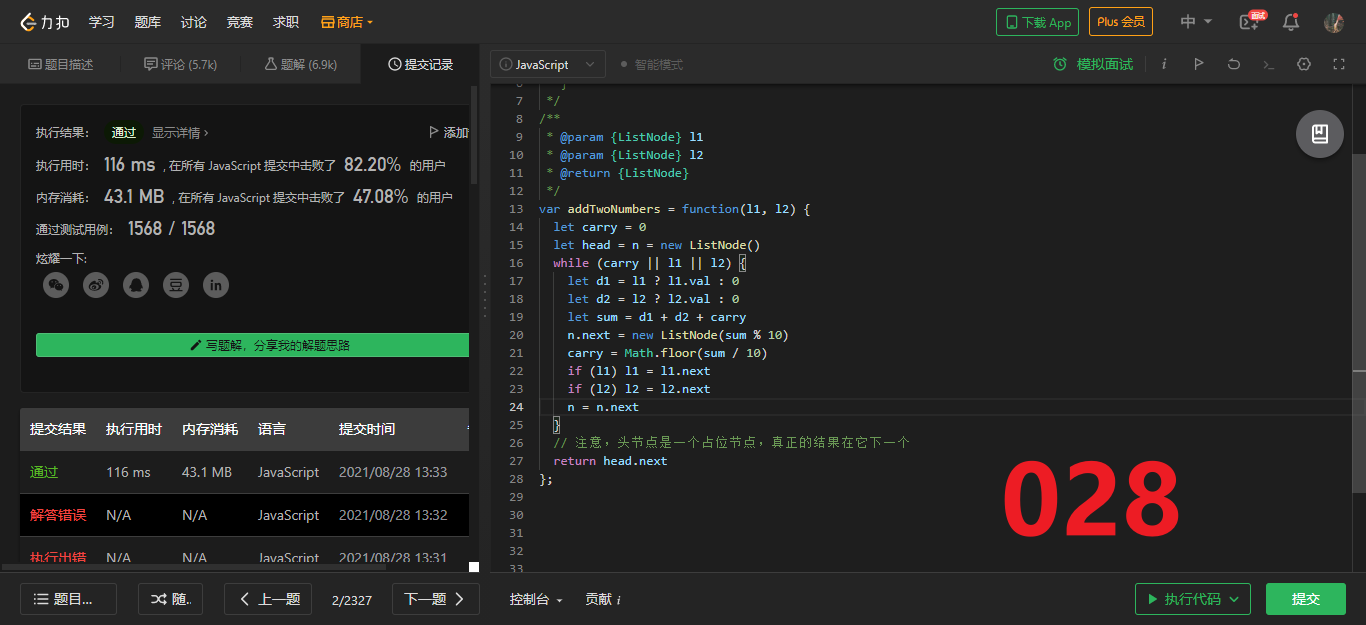 力扣 学习 题库 讨论 竞赛 求职 商店 下载 App Plus 会员 中 面试
题目描述 评论 (5.7k) 题解 (6.9k) 提交记录
JavaScript 智能模式 模拟面试 i
执行结果: 通过 显示详情 › 添加
执行用时: 116 ms , 在所有 JavaScript 提交中击败了 82.20% 的用户
内存消耗: 43.1 MB , 在所有 JavaScript 提交中击败了 47.08% 的用户
通过测试用例: 1568 / 1568
炫耀一下:
豆 in
写题解, 分享我的解题思路
提交结果 执行用时 内存消耗 语言 提交时间
通过 116 ms 43.1 MB JavaScript 2021/08/28 13:33
解答错误 N/A N/A JavaScript 2021/08/28 13:32
执行出错 N/A N/A JavaScript 2021/08/28 13:31
7 */
8 /**
9 * @param {ListNode} l1
10 * @param {ListNode} l2
11 * @return {ListNode}
12 */
13 var addTwoNumbers = function(l1, l2) {
14 let carry = 0
15 let head = n = new ListNode()
16 while (carry || l1 || l2) {
17 let d1 = l1 ? l1.val : 0
18 let d2 = l2 ? l2.val : 0
19 let sum = d1 + d2 + carry
20 n.next = new ListNode(sum % 10)
21 carry = Math.floor(sum / 10)
22 if (l1) l1 = l1.next
23 if (l2) l2 = l2.next
24 n = n.next
25 }
26 // 注意，头节点是一个占位节点，真正的结果在它下一个
27 return head.next
28 };
29
30
31
32
33
028
题目... 随.. 上一题 2/2327 下一题 控制台 贡献 i 执行代码 提交